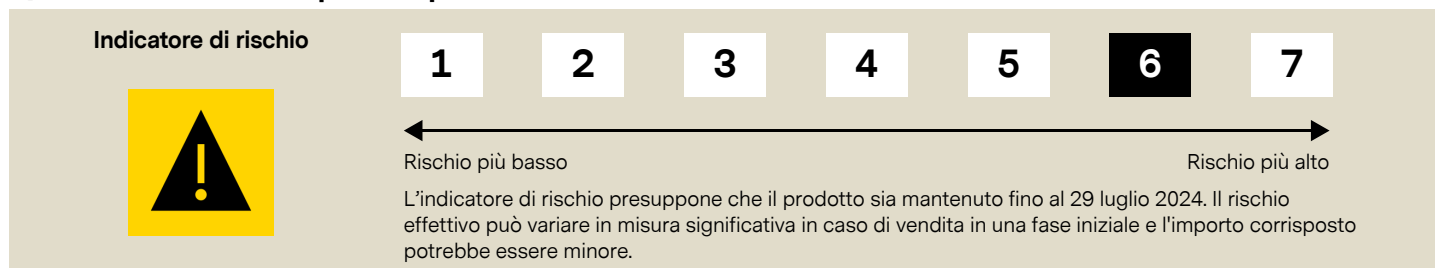 Indicatore di rischio
1 2 3 4 5 6 7
Rischio più basso Rischio più alto
L'indicatore di rischio presuppone che il prodotto sia mantenuto fino al 29 luglio 2024. Il rischio
effettivo può variare in misura significativa in caso di vendita in una fase iniziale e l'importo corrisposto
potrebbe essere minore.